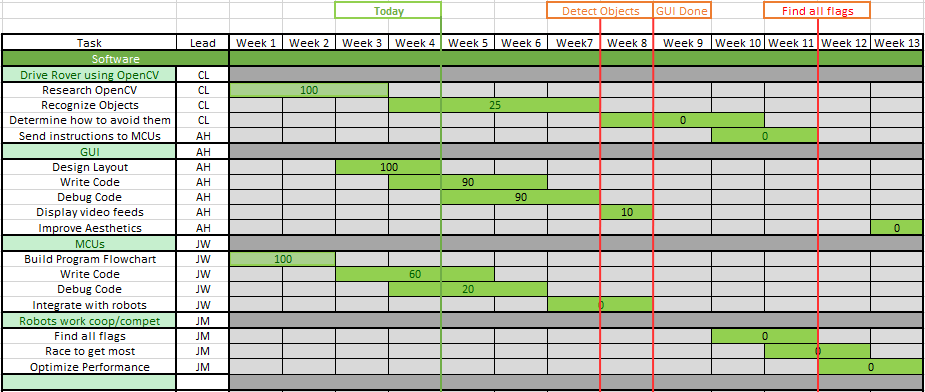 Today Detect Objects GUI Done Find all flags
Task Lead Week 1 Week 2 Week 3 Week 4 Week 5 Week 6 Week7 Week 8 Week 9 Week 10 Week 11 Week 12 Week 13
Software
Drive Rover using OpenCV CL
Research OpenCV CL 100
Recognize Objects CL 25
Determine how to avoid them CL 0
Send instructions to MCUs AH 0
GUI AH
Design Layout AH 100
Write Code AH 90
Debug Code AH 90
Display video feeds AH 10
Improve Aesthetics AH 0
MCUs JW
Build Program Flowchart JW 100
Write Code JW 60
Debug Code JW 20
Integrate with robots JW 0
Robots work coop/compet JM
Find all flags JM 0
Race to get most JM 0
Optimize Performance JM 0